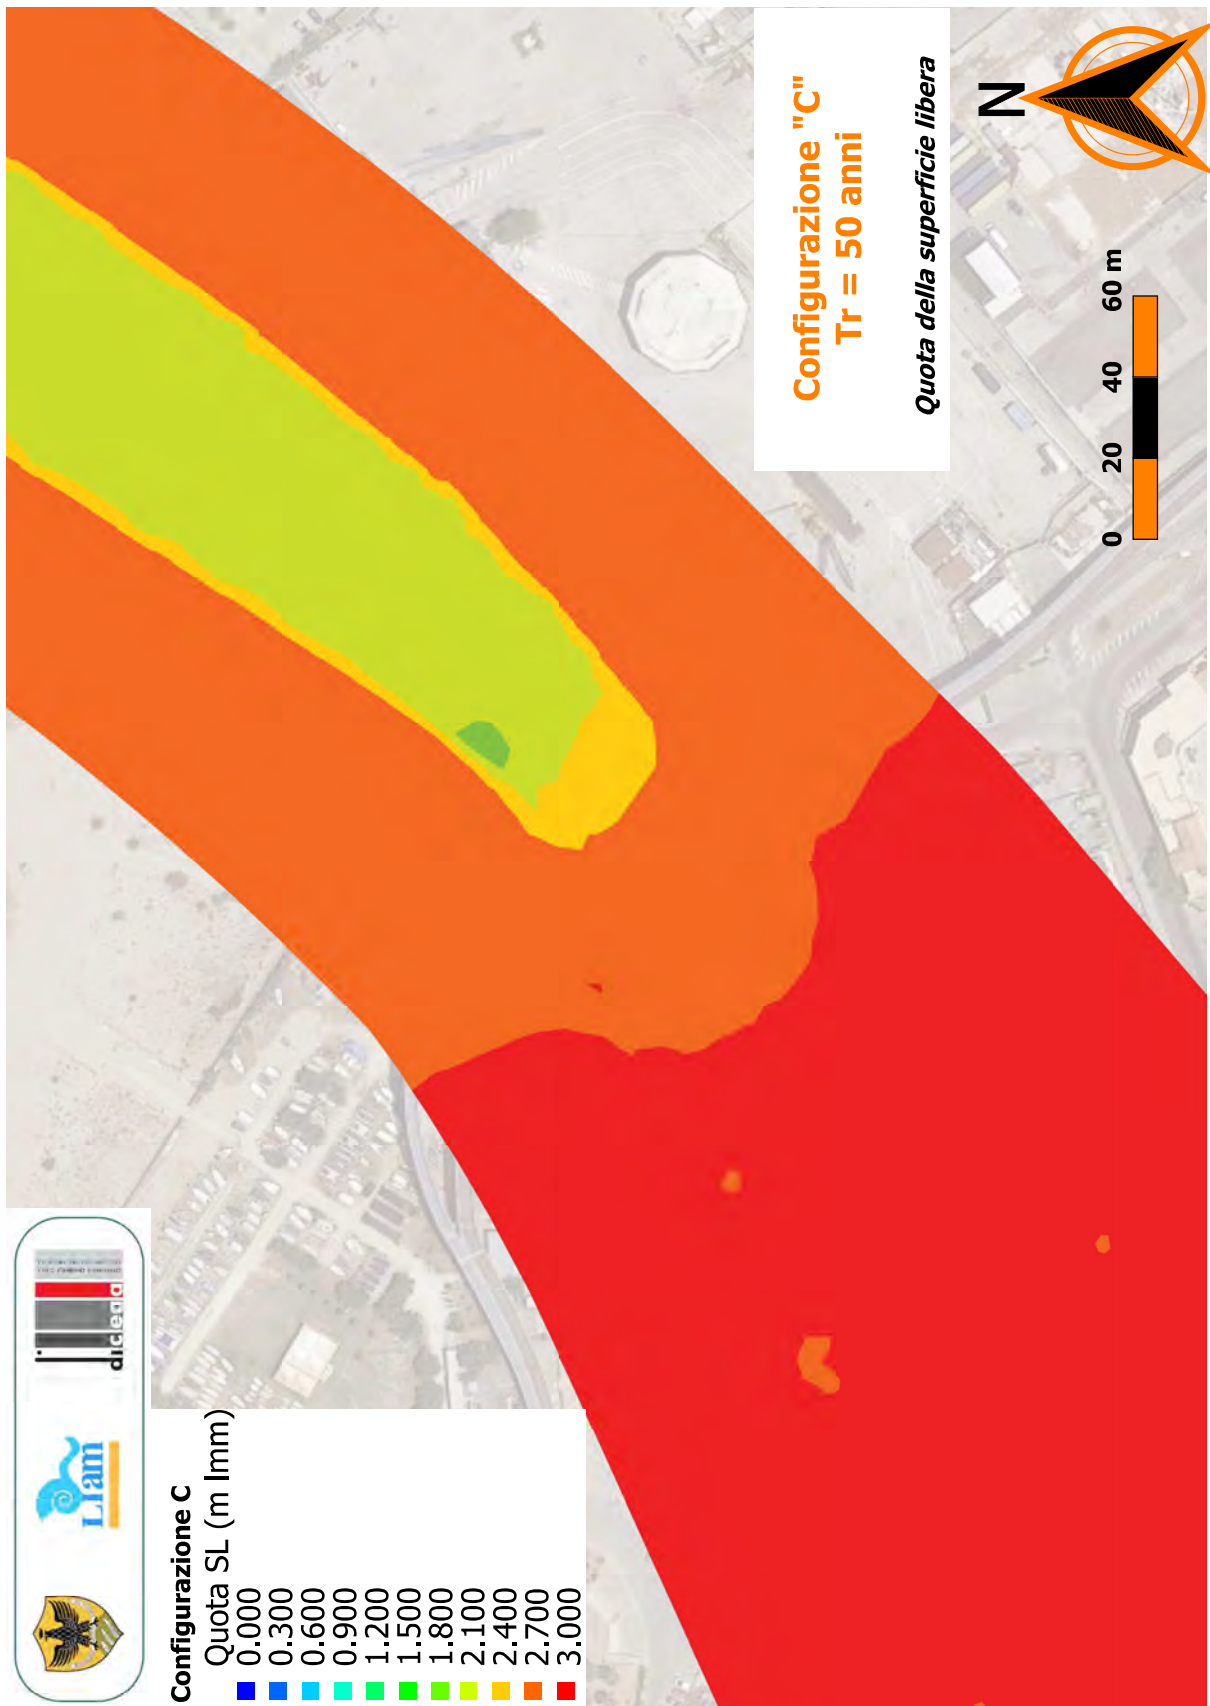 Configurazione "C"
Tr = 50 anni
Quota della superficie libera
N
0 20 40 60 m
LIam
dicea
Configurazione C
Quota SL (m lmm)
0.000
0.300
0.600
0.900
1.200
1.500
1.800
2.100
2.400
2.700
3.000